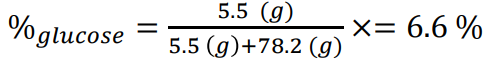 %glucose = 5.5 (g) / 5.5 (g)+78.2 (g) ×= 6.6 %